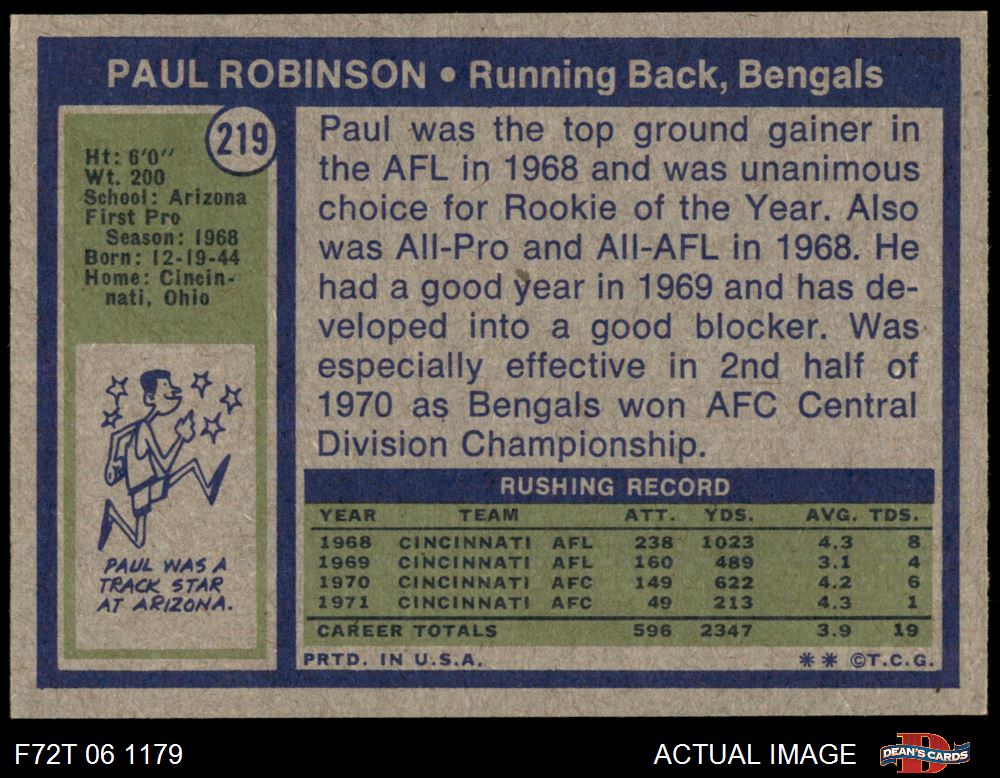 PAUL ROBINSON • Running Back, Bengals
219
Ht: 6'0"
Wt. 200
School: Arizona
First Pro
Season: 1968
Born: 12-19-44
Home: Cincin-
nati, Ohio
PAUL WAS A
TRACK STAR
AT ARIZONA.
Paul was the top ground gainer in
the AFL in 1968 and was unanimous
choice for Rookie of the Year. Also
was All-Pro and All-AFL in 1968. He
had a good year in 1969 and has de-
veloped into a good blocker. Was
especially effective in 2nd half of
1970 as Bengals won AFC Central
Division Championship.
RUSHING RECORD
YEAR TEAM ATT. YDS. AVG. TDS.
1968 CINCINNATI AFL 238 1023 4.3 8
1969 CINCINNATI AFL 160 489 3.1 4
1970 CINCINNATI AFC 149 622 4.2 6
1971 CINCINNATI AFC 49 213 4.3 1
CAREER TOTALS 596 2347 3.9 19
PRTD. IN U.S.A. ** ©T.C.G.
F72T 06 1179 ACTUAL IMAGE D DEAN'S CARDS